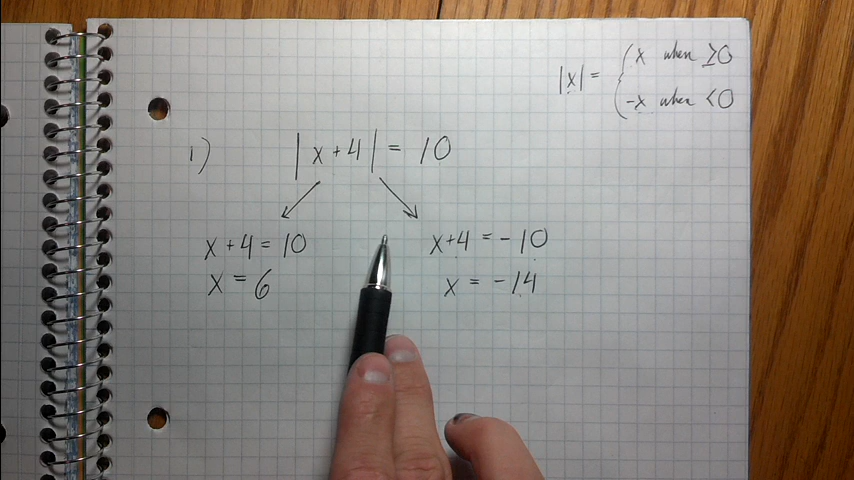 |x| = { x when ≥0
-x when <0
1) |x+4| = 10
x+4=10
x+4=-10
x = 6
x = -14